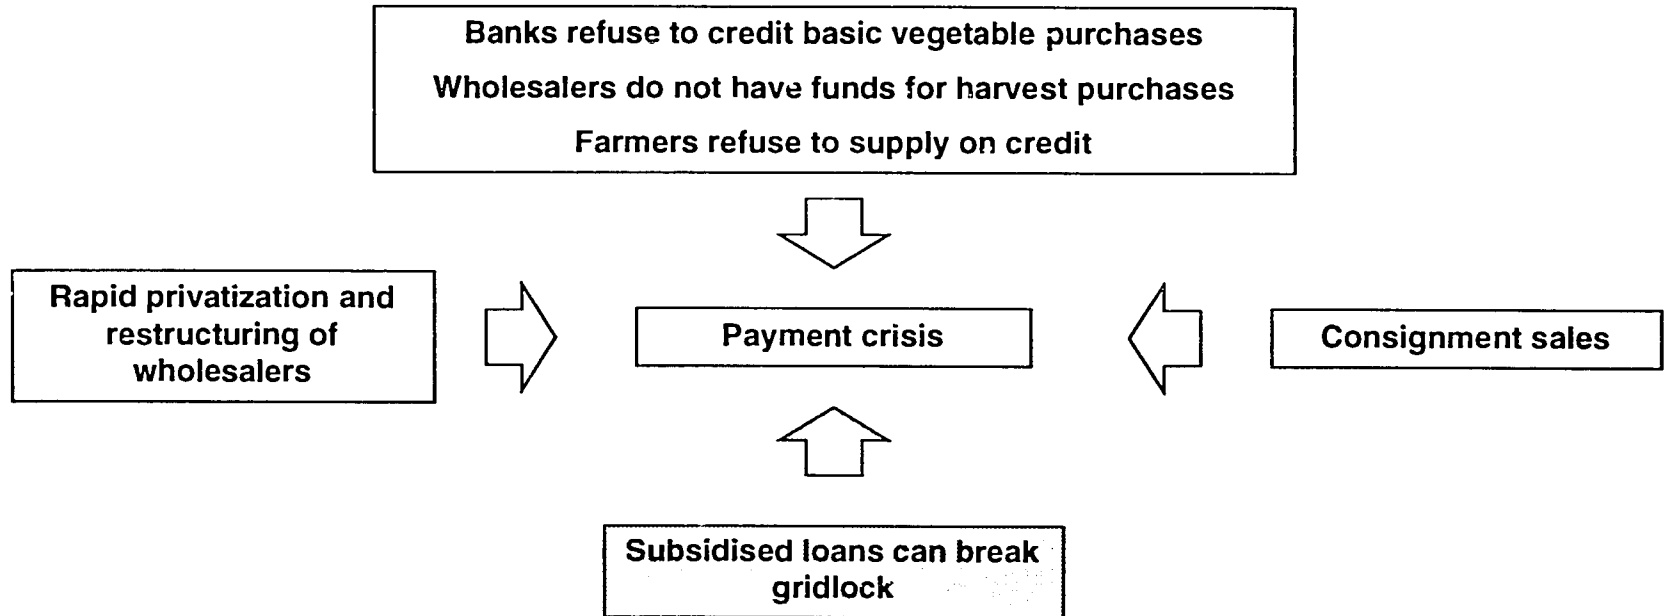 Banks refuse to credit basic vegetable purchases
Wholesalers do not have funds for harvest purchases
Farmers refuse to supply on credit
Rapid privatization and
restructuring of
wholesalers
Payment crisis
Consignment sales
Subsidised loans can break
gridlock